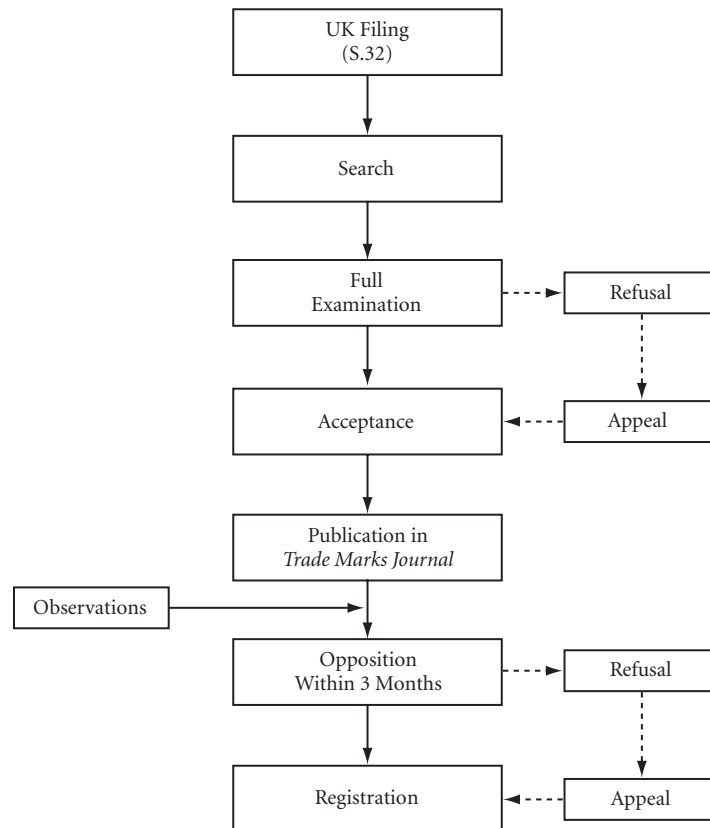 UK Filing
(S.32)
Search
Full
Examination
Refusal
Acceptance
Appeal
Publication in
Trade Marks Journal
Observations
Opposition
Within 3 Months
Refusal
Registration
Appeal